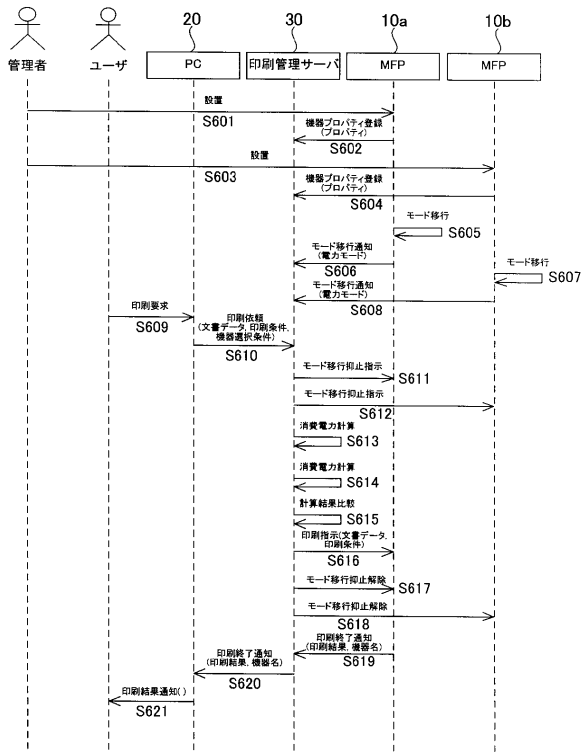 20
30
10a
10b
管理者
ユーザ
PC
印刷管理サーバ
MFP
MFP
設置
S601
機器プロパティ登録
(プロパティ)
S602
設置
S603
機器プロパティ登録
(プロパティ)
S604
モード移行
S605
モード移行通知
(電力モード)
S606
モード移行
S607
モード移行通知
(電力モード)
S608
印刷要求
S609
印刷依頼
(文書データ, 印刷条件,
機器選択条件)
S610
モード移行抑止指示
S611
モード移行抑止指示
S612
消費電力計算
S613
消費電力計算
S614
計算結果比較
S615
印刷指示(文書データ,
印刷条件)
S616
モード移行抑止解除
S617
モード移行抑止解除
S618
印刷終了通知
(印刷結果, 機器名)
S619
印刷終了通知
(印刷結果, 機器名)
S620
印刷結果通知( )
S621